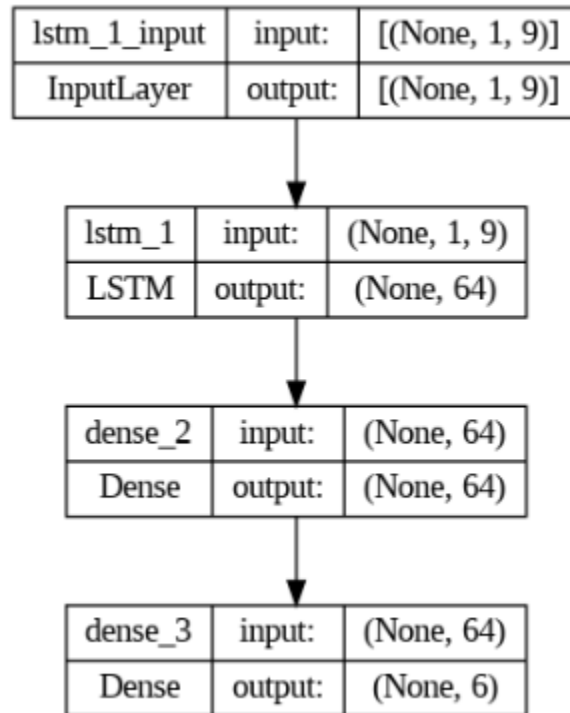 lstm_1_input input: [(None, 1, 9)]
InputLayer output: [(None, 1, 9)]
lstm_1 input: (None, 1, 9)
LSTM output: (None, 64)
dense_2 input: (None, 64)
Dense output: (None, 64)
dense_3 input: (None, 64)
Dense output: (None, 6)